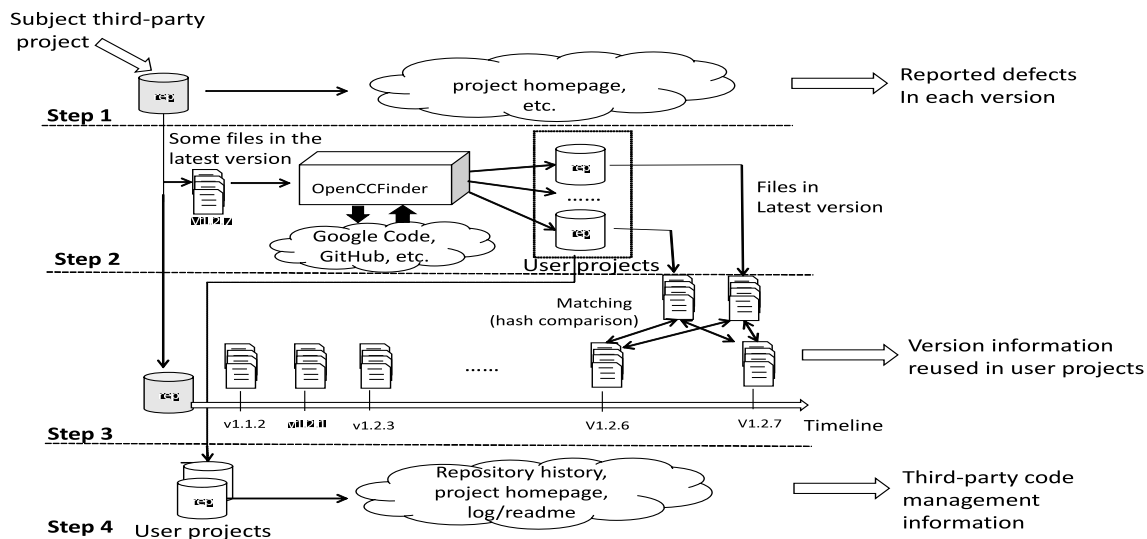 Subject third-party
project
project homepage,
etc.
Reported defects
In each version
Step 1
Some files in the
latest version
OpenCCFinder
Google Code,
GitHub, etc.
......
User projects
Files in
Latest version
Step 2
Matching
(hash comparison)
......
Version information
reused in user projects
v1.1.2
v1.2.3
V1.2.6
V1.2.7
Timeline
Step 3
Repository history,
project homepage,
log/readme
Third-party code
management
information
Step 4
User projects